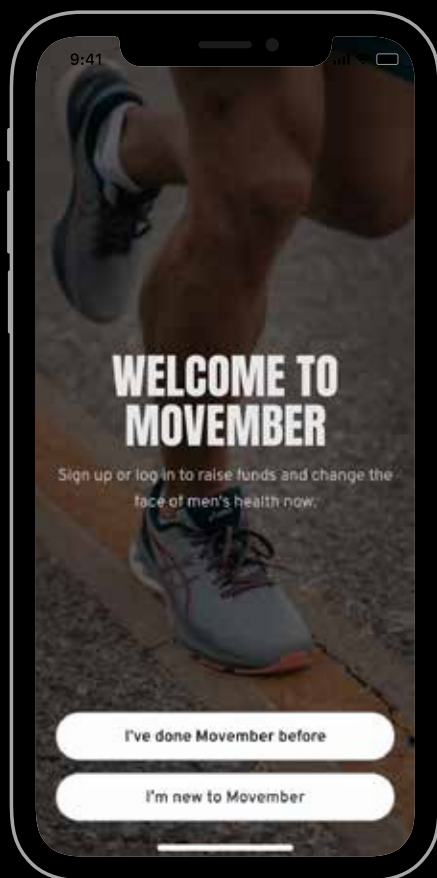 9:41
WELCOME TO
MOVEMBER
Sign up or log in to raise funds and change the
face of men's health now.
I've done Movember before
I'm new to Movember